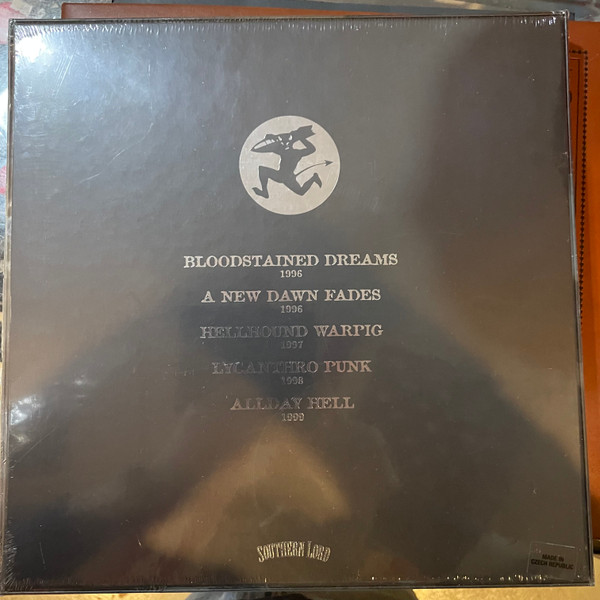 BLOODSTAINED DREAMS
1996
A NEW DAWN FADES
1996
HELLHOUND WARPIG
1997
LYCANTHRO PUNK
1998
ALLDAY HELL
1999
SOUTHERN LORD
MADE IN
CZECH REPUBLIC